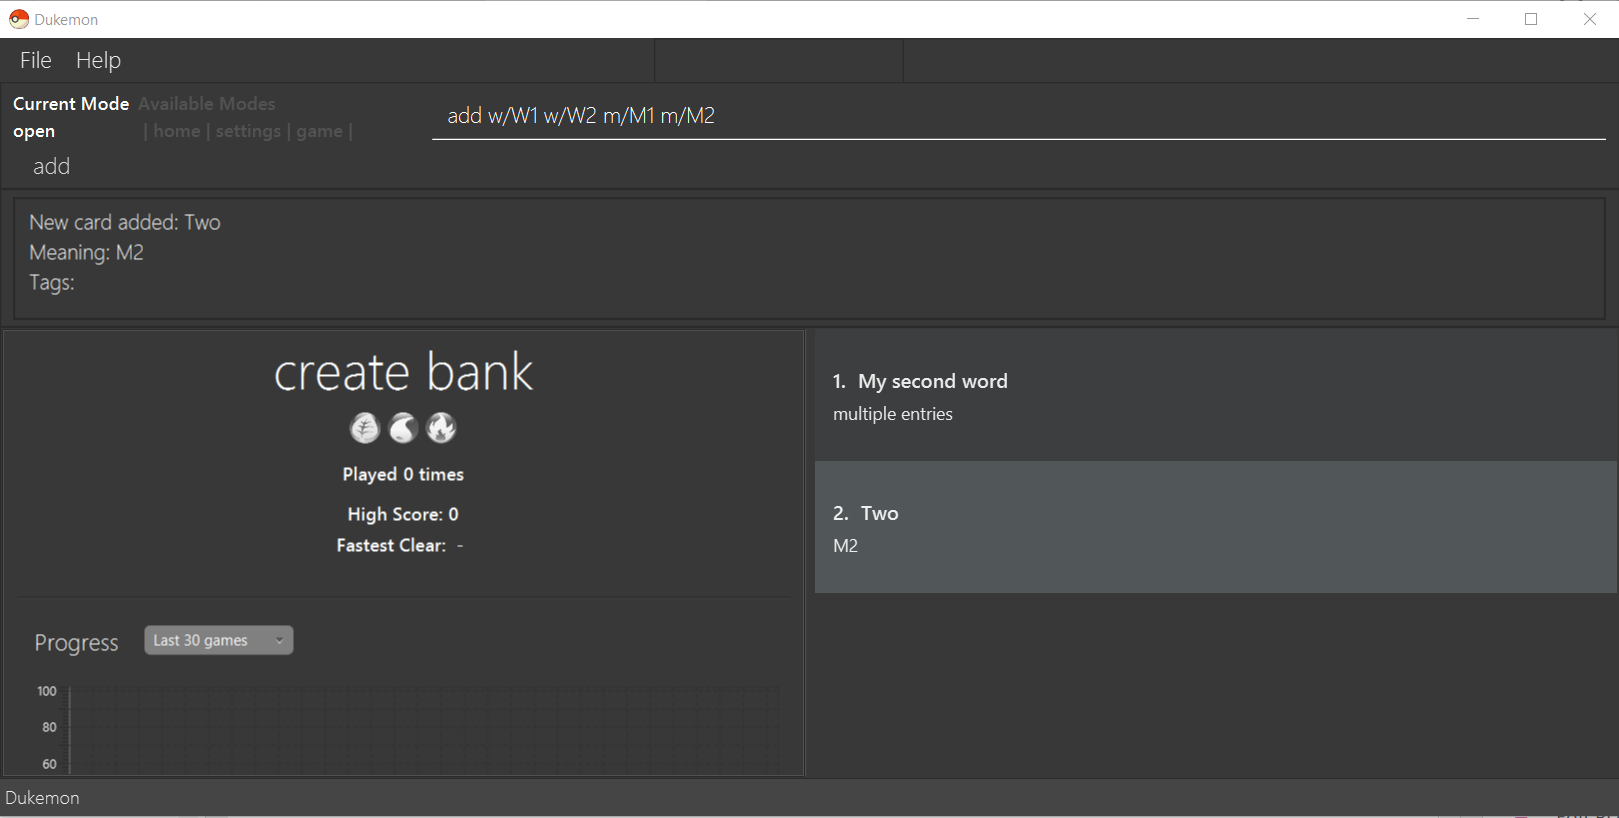 Dukemon
File Help
Current Mode Available Modes
open | home | settings | game |
add w/W1 w/W2 m/M1 m/M2
add
New card added: Two
Meaning: M2
Tags:
create bank
Played 0 times
High Score: 0
Fastest Clear: -
Progress Last 30 games
100
80
60
1. My second word
multiple entries
2. Two
M2
Dukemon